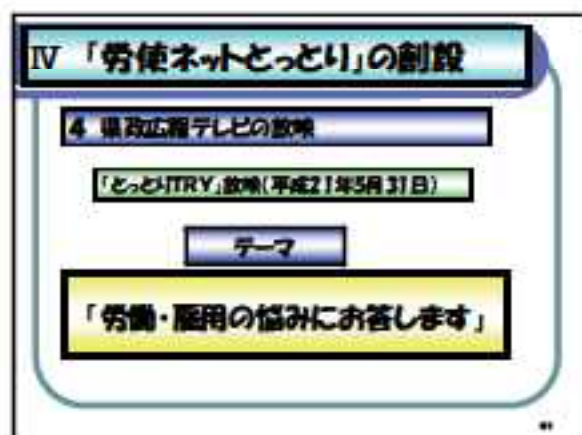 Ⅳ 「労使ネットとっとり」の創設
4 県政広報テレビの放映
「とっとりTRY」放映(平成21年5月31日)
テーマ
「労働・雇用の悩みにお答します」